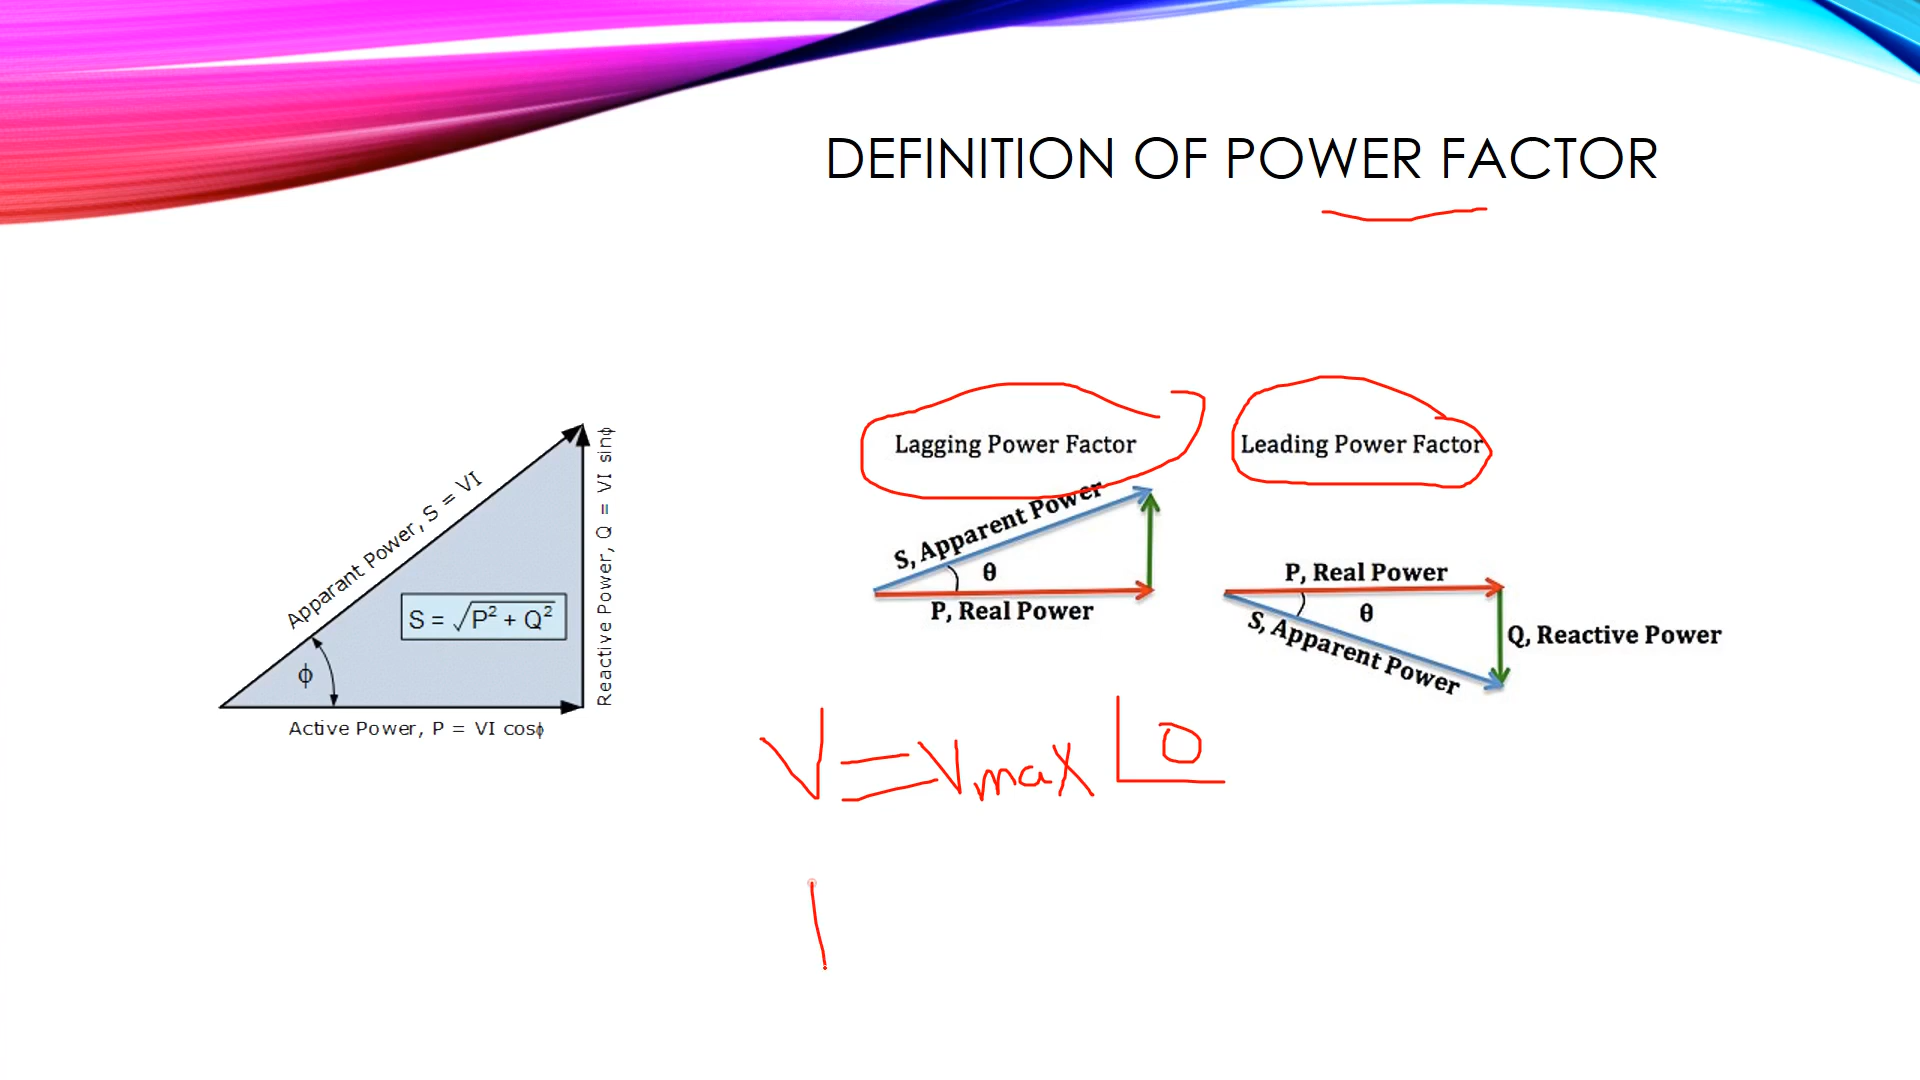 DEFINITION OF POWER FACTOR
Apparant Power, S = VI
S = √P² + Q²
ϕ
Active Power, P = VI cosϕ
Reactive Power, Q = VI sinϕ
Lagging Power Factor
S, Apparent Power
θ
P, Real Power
Leading Power Factor
P, Real Power
θ
S, Apparent Power
Q, Reactive Power
V = Vmax ∠0